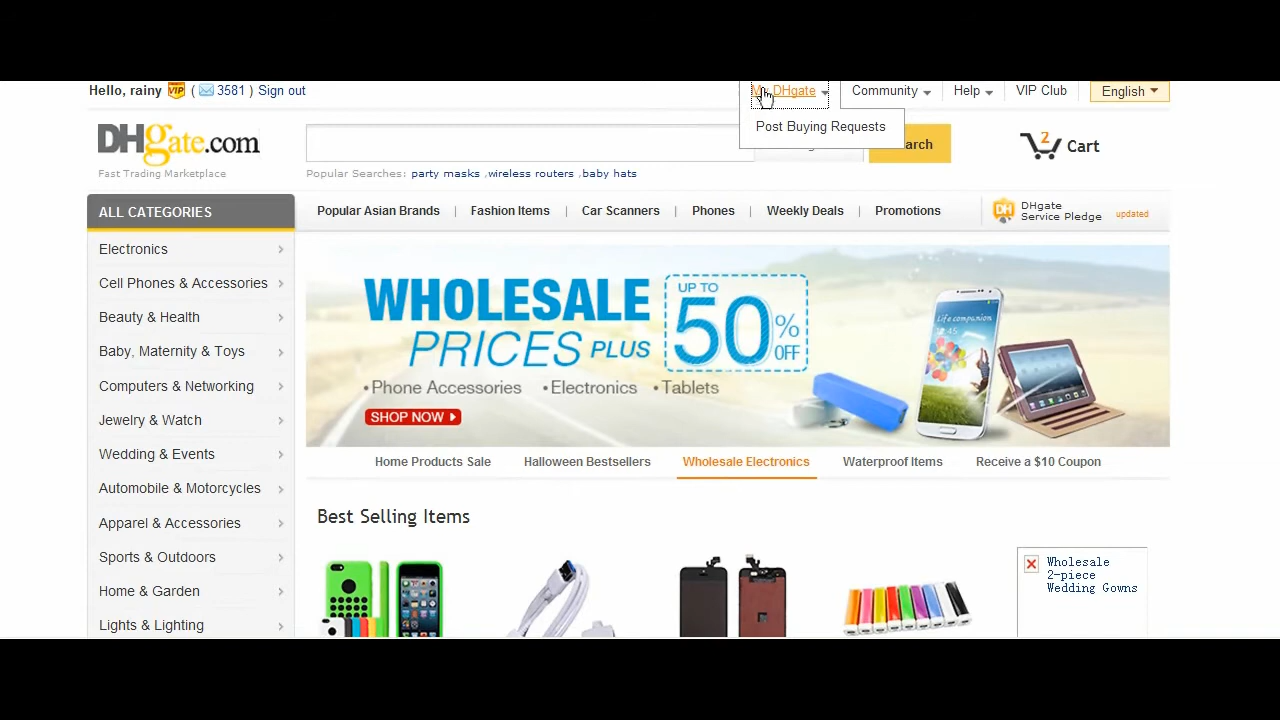 Hello, rainy VIP ( 3581 ) Sign out
My DHgate Community Help VIP Club English
Post Buying Requests
DHgate.com
Fast Trading Marketplace
2 Cart
Popular Searches: party masks ,wireless routers ,baby hats
ALL CATEGORIES
Popular Asian Brands | Fashion Items | Car Scanners | Phones | Weekly Deals | Promotions
DH DHgate
Service Pledge updated
Electronics
Cell Phones & Accessories
Beauty & Health
Baby, Maternity & Toys
Computers & Networking
Jewelry & Watch
Wedding & Events
Automobile & Motorcycles
Apparel & Accessories
Sports & Outdoors
Home & Garden
Lights & Lighting
WHOLESALE
PRICES PLUS
UP TO
50% OFF
•Phone Accessories •Electronics •Tablets
SHOP NOW
Life companion
Home Products Sale Halloween Bestsellers Wholesale Electronics Waterproof Items Receive a $10 Coupon
Best Selling Items
Wholesale
2-piece
Wedding Gowns